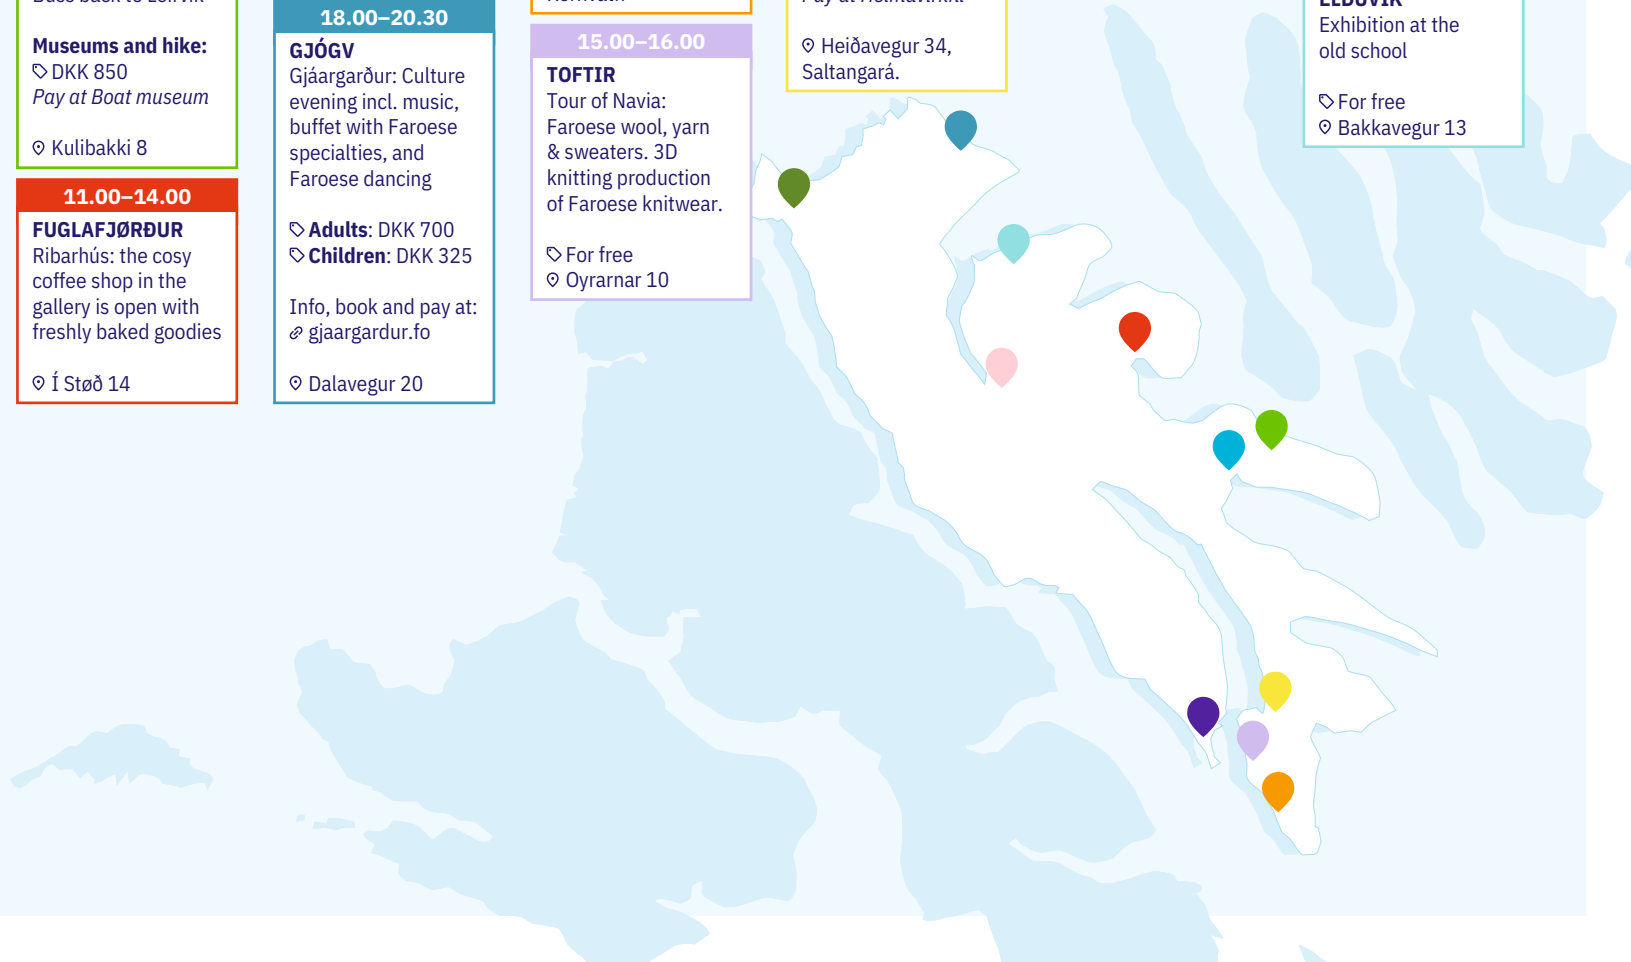 Museums and hike:
DKK 850
Pay at Boat museum
Kulibakki 8
11.00–14.00
FUGLAFJØRÐUR
Ribarhús: the cosy
coffee shop in the
gallery is open with
freshly baked goodies
Í Støð 14
18.00–20.30
GJÓGV
Gjáargarður: Culture
evening incl. music,
buffet with Faroese
specialties, and
Faroese dancing
Adults: DKK 700
Children: DKK 325
Info, book and pay at:
gjaargardur.fo
Dalavegur 20
15.00–16.00
TOFTIR
Tour of Navia:
Faroese wool, yarn
& sweaters. 3D
knitting production
of Faroese knitwear.
For free
Oyrarnar 10
Heiðavegur 34,
Saltangará.
Exhibition at the
old school
For free
Bakkavegur 13